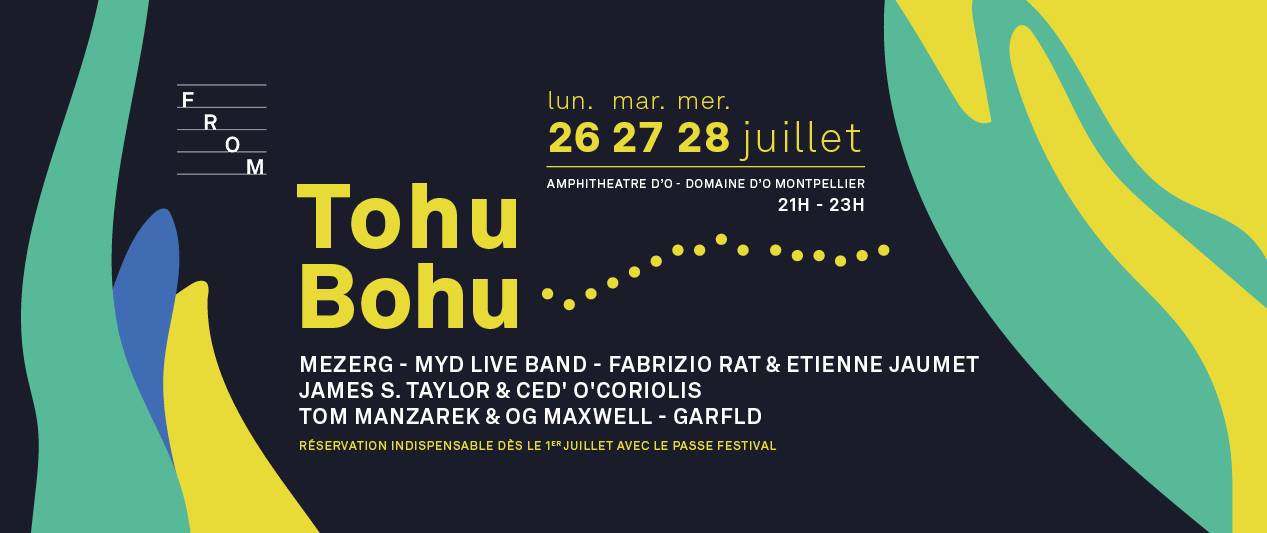 F
R
O
M
lun. mar. mer.
26 27 28 juillet
AMPHITHEATRE D'O - DOMAINE D'O MONTPELLIER
21H - 23H
Tohu
Bohu
MEZERG - MYD LIVE BAND - FABRIZIO RAT & ETIENNE JAUMET
JAMES S. TAYLOR & CED' O'CORIOLIS
TOM MANZAREK & OG MAXWELL - GARFLD
RÉSERVATION INDISPENSABLE DÈS LE 1ER JUILLET AVEC LE PASSE FESTIVAL